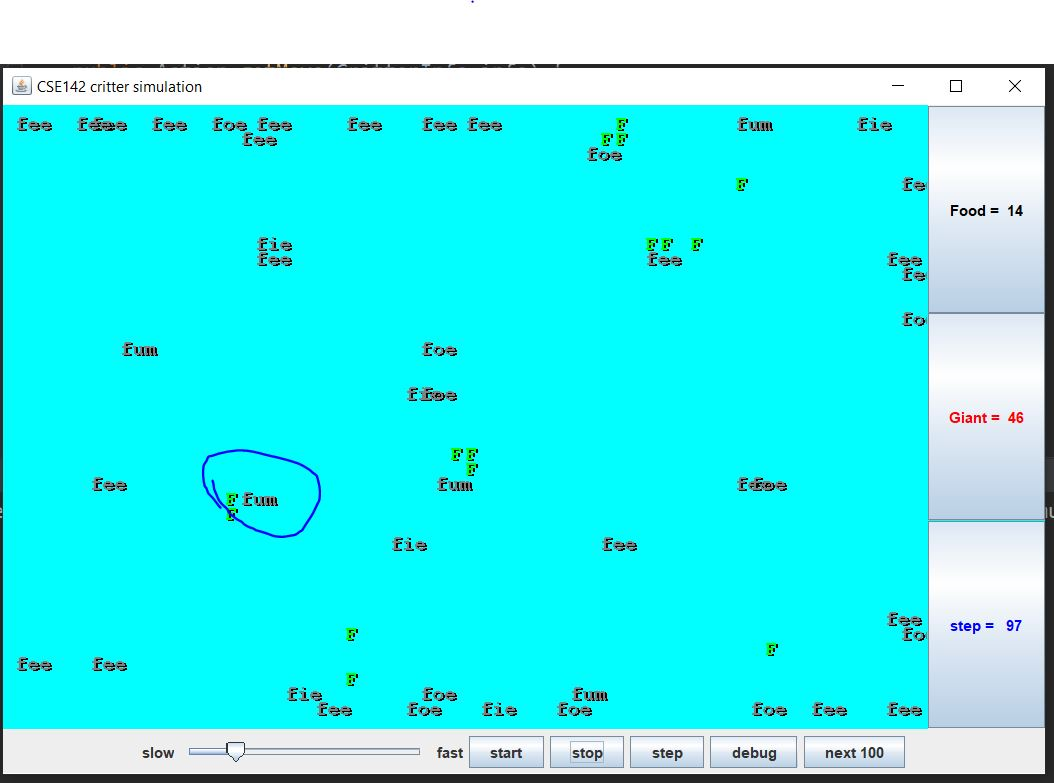 CSE142 critter simulation
fee fee fee foe fee fee fee fee F fum fie
fee F F
foe
F fe
Food = 14
fie F F F
fee fee fee
fe
fo
fum foe
foe
Giant = 46
F F
F
fee fum foe
F fum
F
fie fee
fee
step = 97
F fo
F
fee fee
F
fie foe fum
fee foe fie foe foe fee fee
slow fast start stop step debug next 100